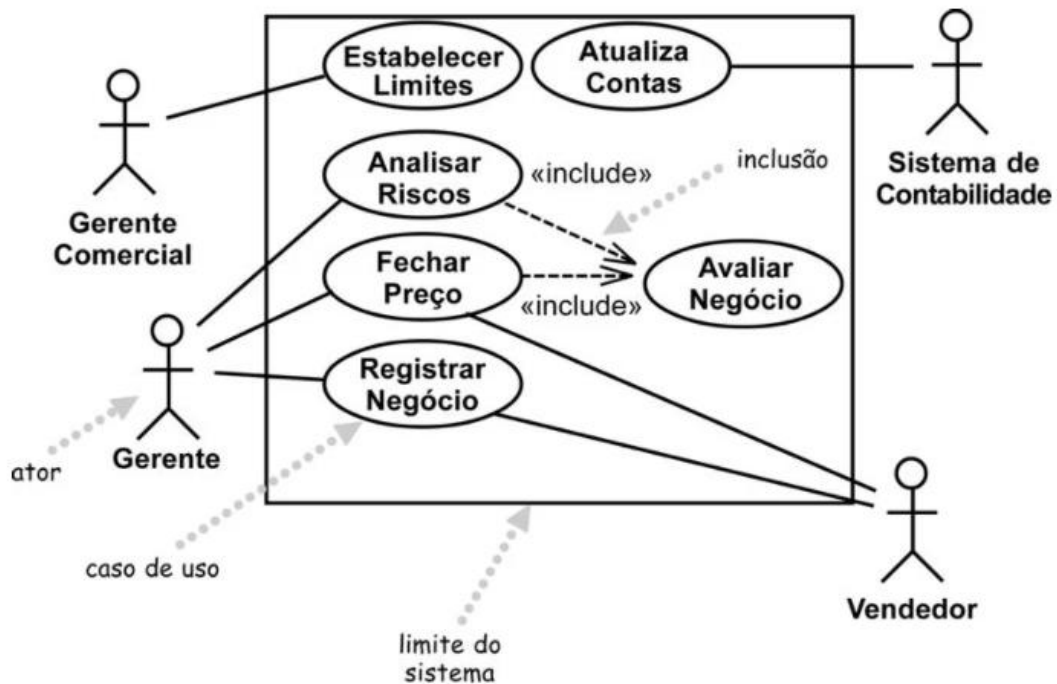 Estabelecer
Limites
Atualiza
Contas
Gerente
Comercial
Sistema de
Contabilidade
Analisar
Riscos
«include»
inclusão
Fechar
Preço
«include»
Avaliar
Negócio
Registrar
Negócio
ator
Gerente
caso de uso
Vendedor
limite do
sistema